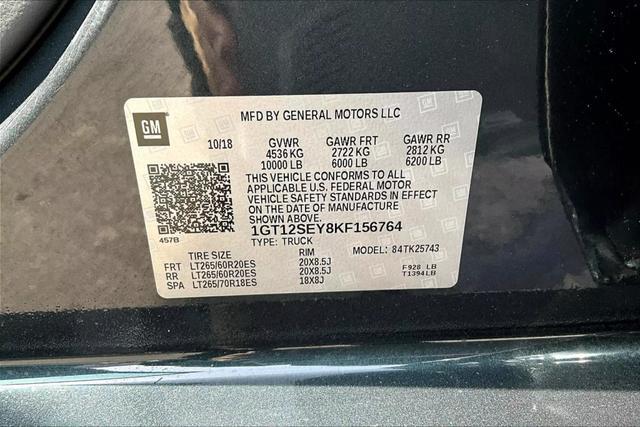 MFD BY GENERAL MOTORS LLC
GM
10/18 GVWR GAWR FRT GAWR RR
4536 KG 2722 KG 2812 KG
10000 LB 6000 LB 6200 LB
THIS VEHICLE CONFORMS TO ALL
APPLICABLE U.S. FEDERAL MOTOR
VEHICLE SAFETY STANDARDS IN EFFECT
ON THE DATE OF MANUFACTURE
SHOWN ABOVE.
1GT12SEY8KF156764
457B
TYPE: TRUCK MODEL: 84TK25743
TIRE SIZE RIM
FRT LT265/60R20ES 20X8.5J F928 LB
RR LT265/60R20ES 20X8.5J T1394LB
SPA LT265/70R18ES 18X8J